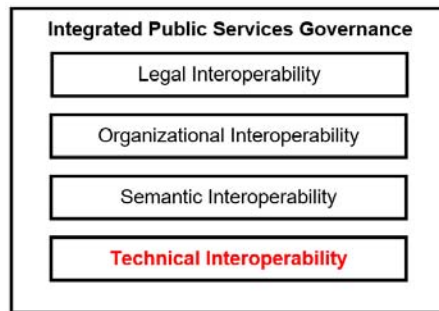 Integrated Public Services Governance
Legal Interoperability
Organizational Interoperability
Semantic Interoperability
Technical Interoperability